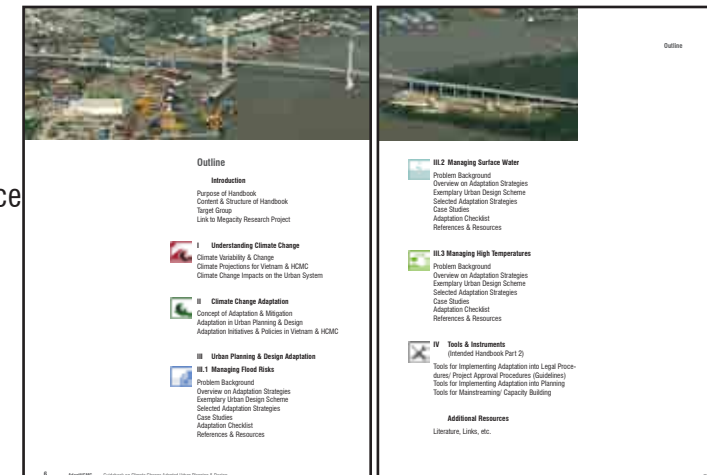 ce
Outline
Introduction
Purpose of Handbook
Content & Structure of Handbook
Target Group
Link to Megacity Research Project
I Understanding Climate Change
Climate Variability & Change
Climate Projections for Vietnam & HCMC
Climate Change Impacts on the Urban System
II Climate Change Adaptation
Concept of Adaptation & Mitigation
Adaptation in Urban Planning & Design
Adaptation Initiatives & Policies in Vietnam & HCMC
III Urban Planning & Design Adaptation
III.1 Managing Flood Risks
Problem Background
Overview on Adaptation Strategies
Exemplary Urban Design Scheme
Selected Adaptation Strategies
Case Studies
Adaptation Checklist
References & Resources
Outline
III.2 Managing Surface Water
Problem Background
Overview on Adaptation Strategies
Exemplary Urban Design Scheme
Selected Adaptation Strategies
Case Studies
Adaptation Checklist
References & Resources
III.3 Managing High Temperatures
Problem Background
Overview on Adaptation Strategies
Exemplary Urban Design Scheme
Selected Adaptation Strategies
Case Studies
Adaptation Checklist
References & Resources
IV Tools & Instruments
(Intended Handbook Part 2)
Tools for Implementing Adaptation into Legal Proce-
dures/ Project Approval Procedures (Guidelines)
Tools for Implementing Adaptation into Planning
Tools for Mainstreaming/ Capacity Building
Additional Resources
Literature, Links, etc.